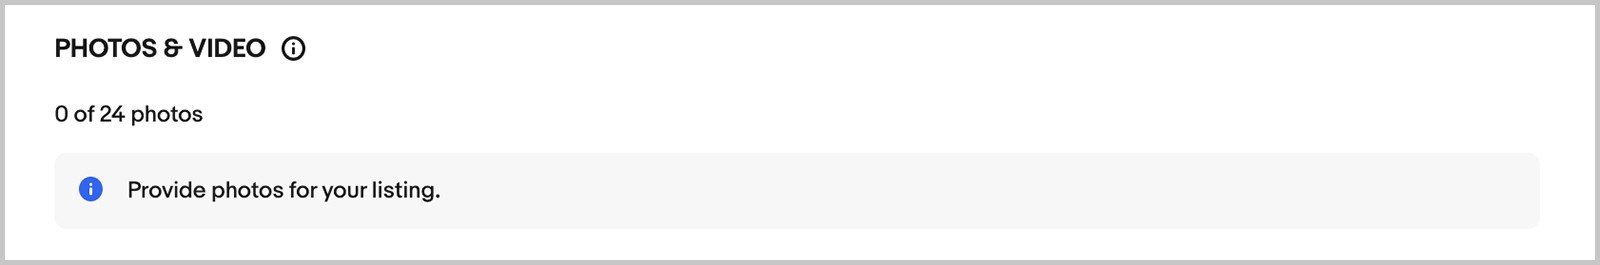 PHOTOS & VIDEO
0 of 24 photos
Provide photos for your listing.